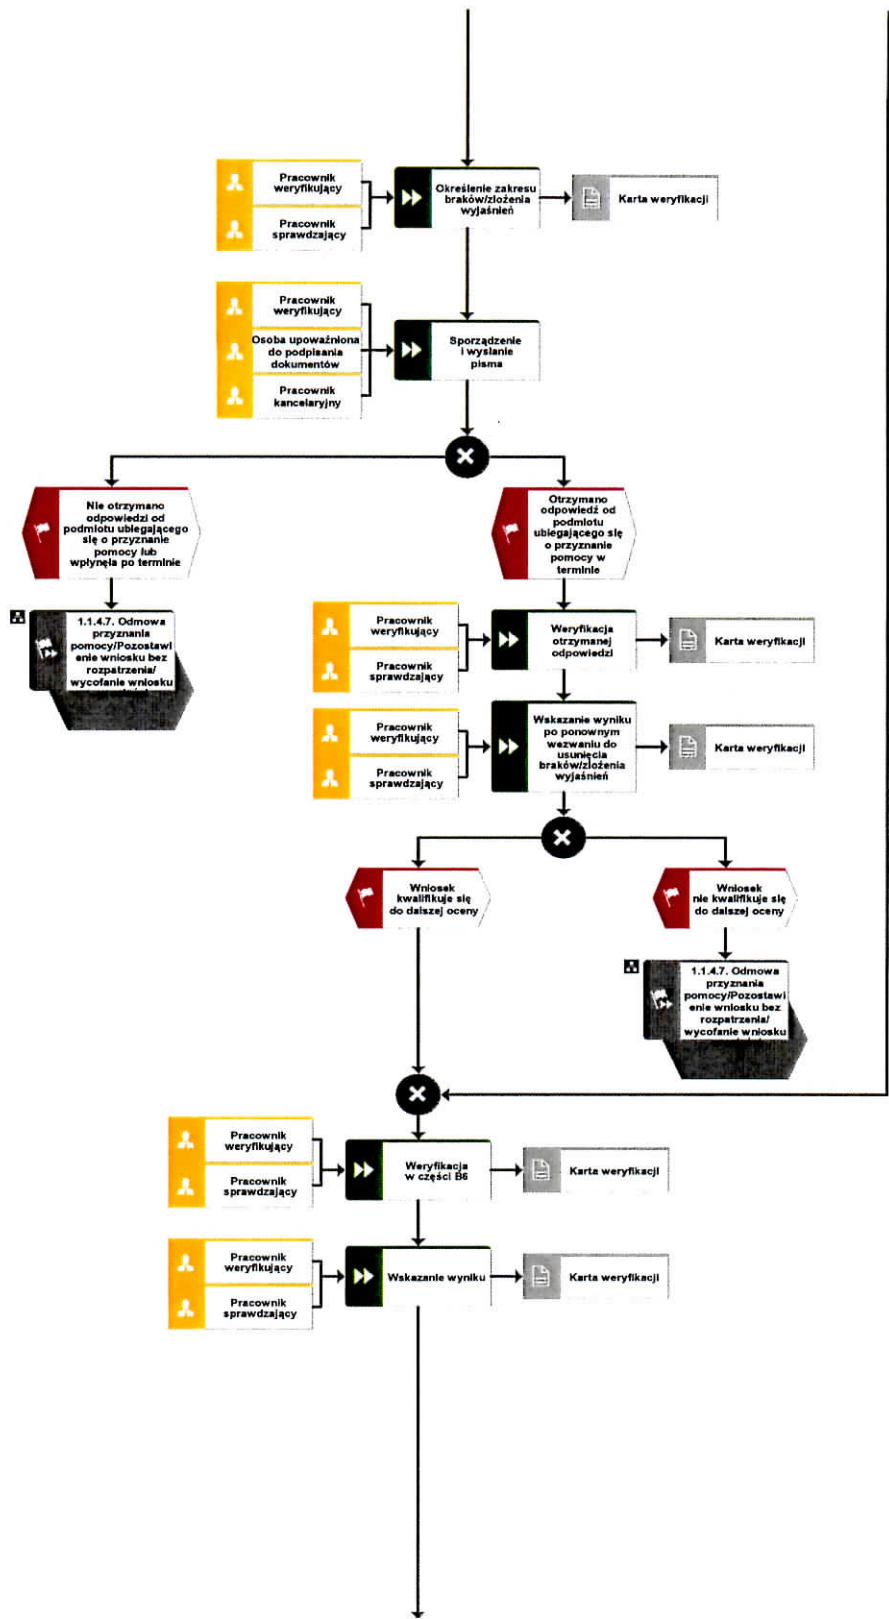 Pracownik
weryfikujący
Pracownik
sprawdzający
Określenie zakresu
braków/złożenia
wyjaśnień
Karta weryfikacji
Pracownik
weryfikujący
Osoba upoważniona
do podpisania
dokumentów
Pracownik
kancelaryjny
Sporządzenie
i wysłanie
pisma
Nie otrzymano
odpowiedzi od
podmiotu ubiegającego
się o przyznanie
pomocy lub
wpłynęła po terminie
Otrzymano
odpowiedź od
podmiotu
ubiegającego się
o przyznanie
pomocy w
terminie
1.1.4.7. Odmowa
przyznania
pomocy/Pozostawi
enie wniosku bez
rozpatrzenia/
wycofanie wniosku
Pracownik
weryfikujący
Pracownik
sprawdzający
Weryfikacja
otrzymanej
odpowiedzi
Karta weryfikacji
Pracownik
weryfikujący
Pracownik
sprawdzający
Wskazanie wyniku
po ponownym
wezwaniu do
usunięcia
braków/złożenia
wyjaśnień
Karta weryfikacji
Wniosek
kwalifikuje się
do dalszej oceny
Wniosek
nie kwalifikuje się
do dalszej oceny
1.1.4.7. Odmowa
przyznania
pomocy/Pozostawi
enie wniosku bez
rozpatrzenia/
wycofanie wniosku
Pracownik
weryfikujący
Pracownik
sprawdzający
Weryfikacja
w części B6
Karta weryfikacji
Pracownik
weryfikujący
Pracownik
sprawdzający
Wskazanie wyniku
Karta weryfikacji